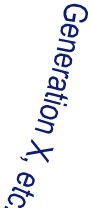 Generation X, etc.